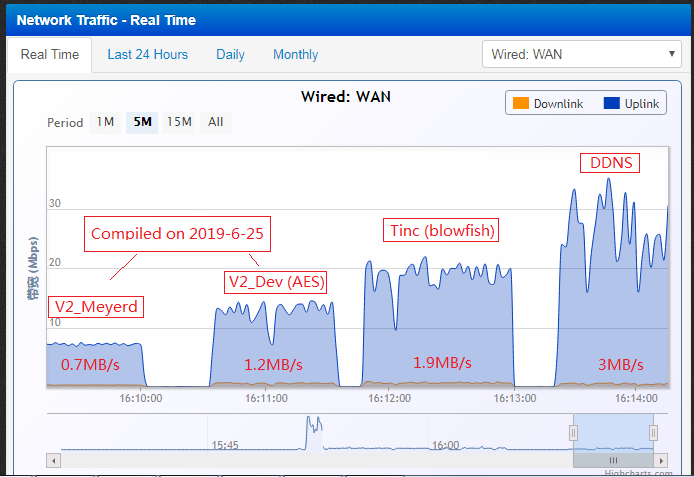 Network Traffic - Real Time
Real Time
Last 24 Hours
Daily
Monthly
Wired: WAN
Wired: WAN
Downlink
Uplink
Period
1M
5M
15M
All
DDNS
30
Tinc (blowfish)
Compiled on 2019-6-25
(Mbps)
20
V2_Dev (AES)
V2_Meyerd
10
0.7MB/s
1.2MB/s
1.9MB/s
3MB/s
16:10:00
16:11:00
16:12:00
16:13:00
16:14:00
15:45
16:00
Highcharts.com